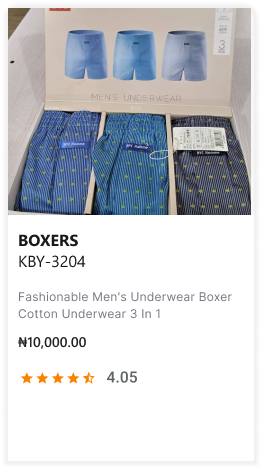 MEN'S UNDERWEAR
BOXERS
KBY-3204
Fashionable Men's Underwear Boxer
Cotton Underwear 3 In 1
₦10,000.00
4.05